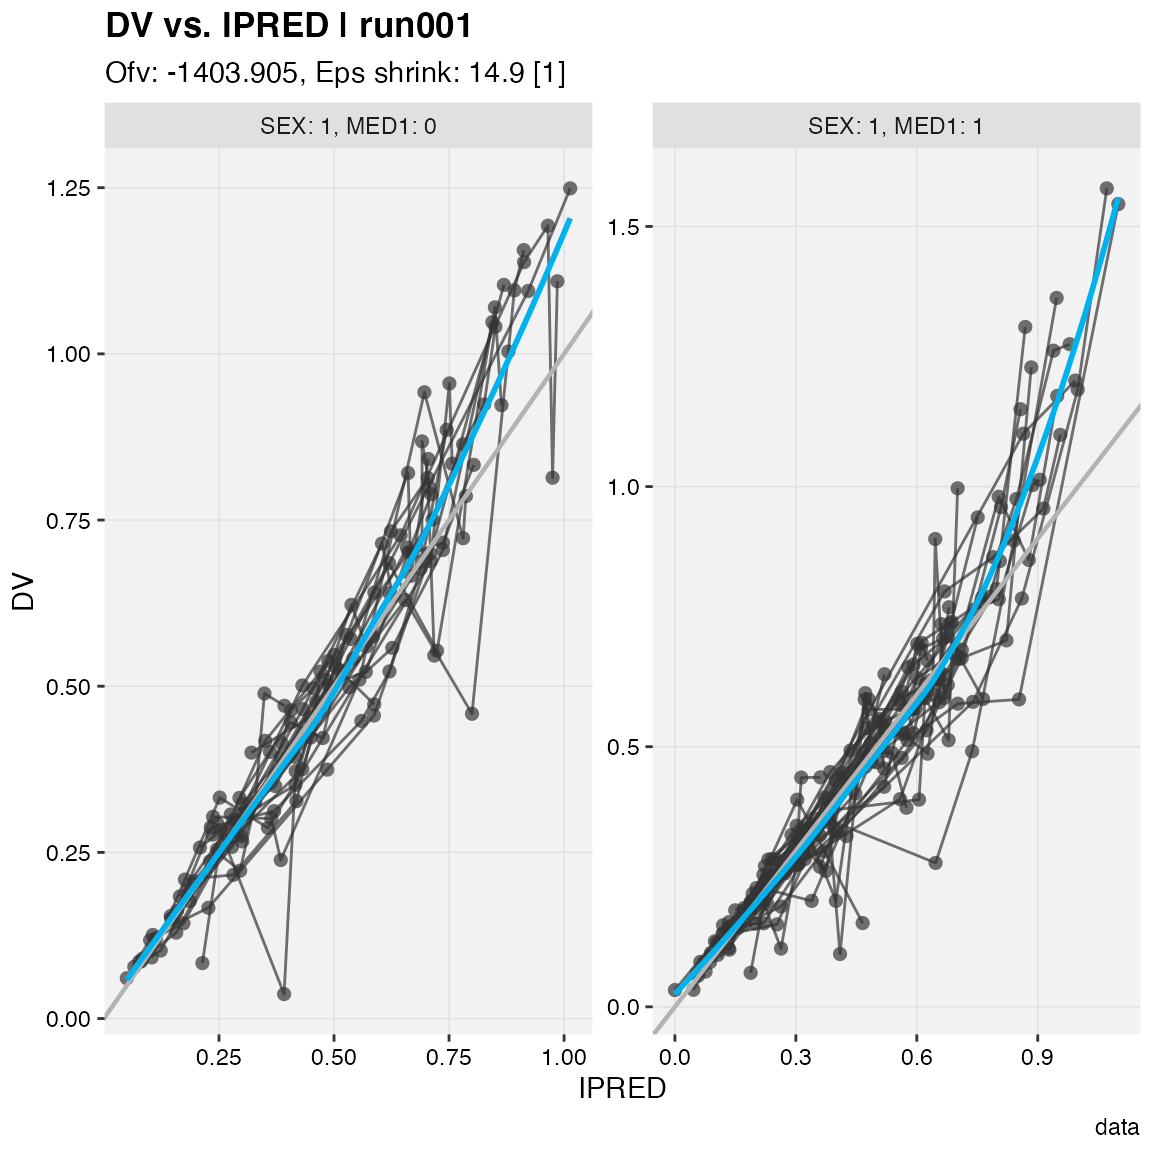 DV vs. IPRED | run001
Ofv: -1403.905, Eps shrink: 14.9 [1]
SEX: 1, MED1: 0
SEX: 1, MED1: 1
DV
1.25
1.00
0.75
0.50
0.25
0.00
1.5
1.0
0.5
0.0
0.25 0.50 0.75 1.00
0.0 0.3 0.6 0.9
IPRED
data